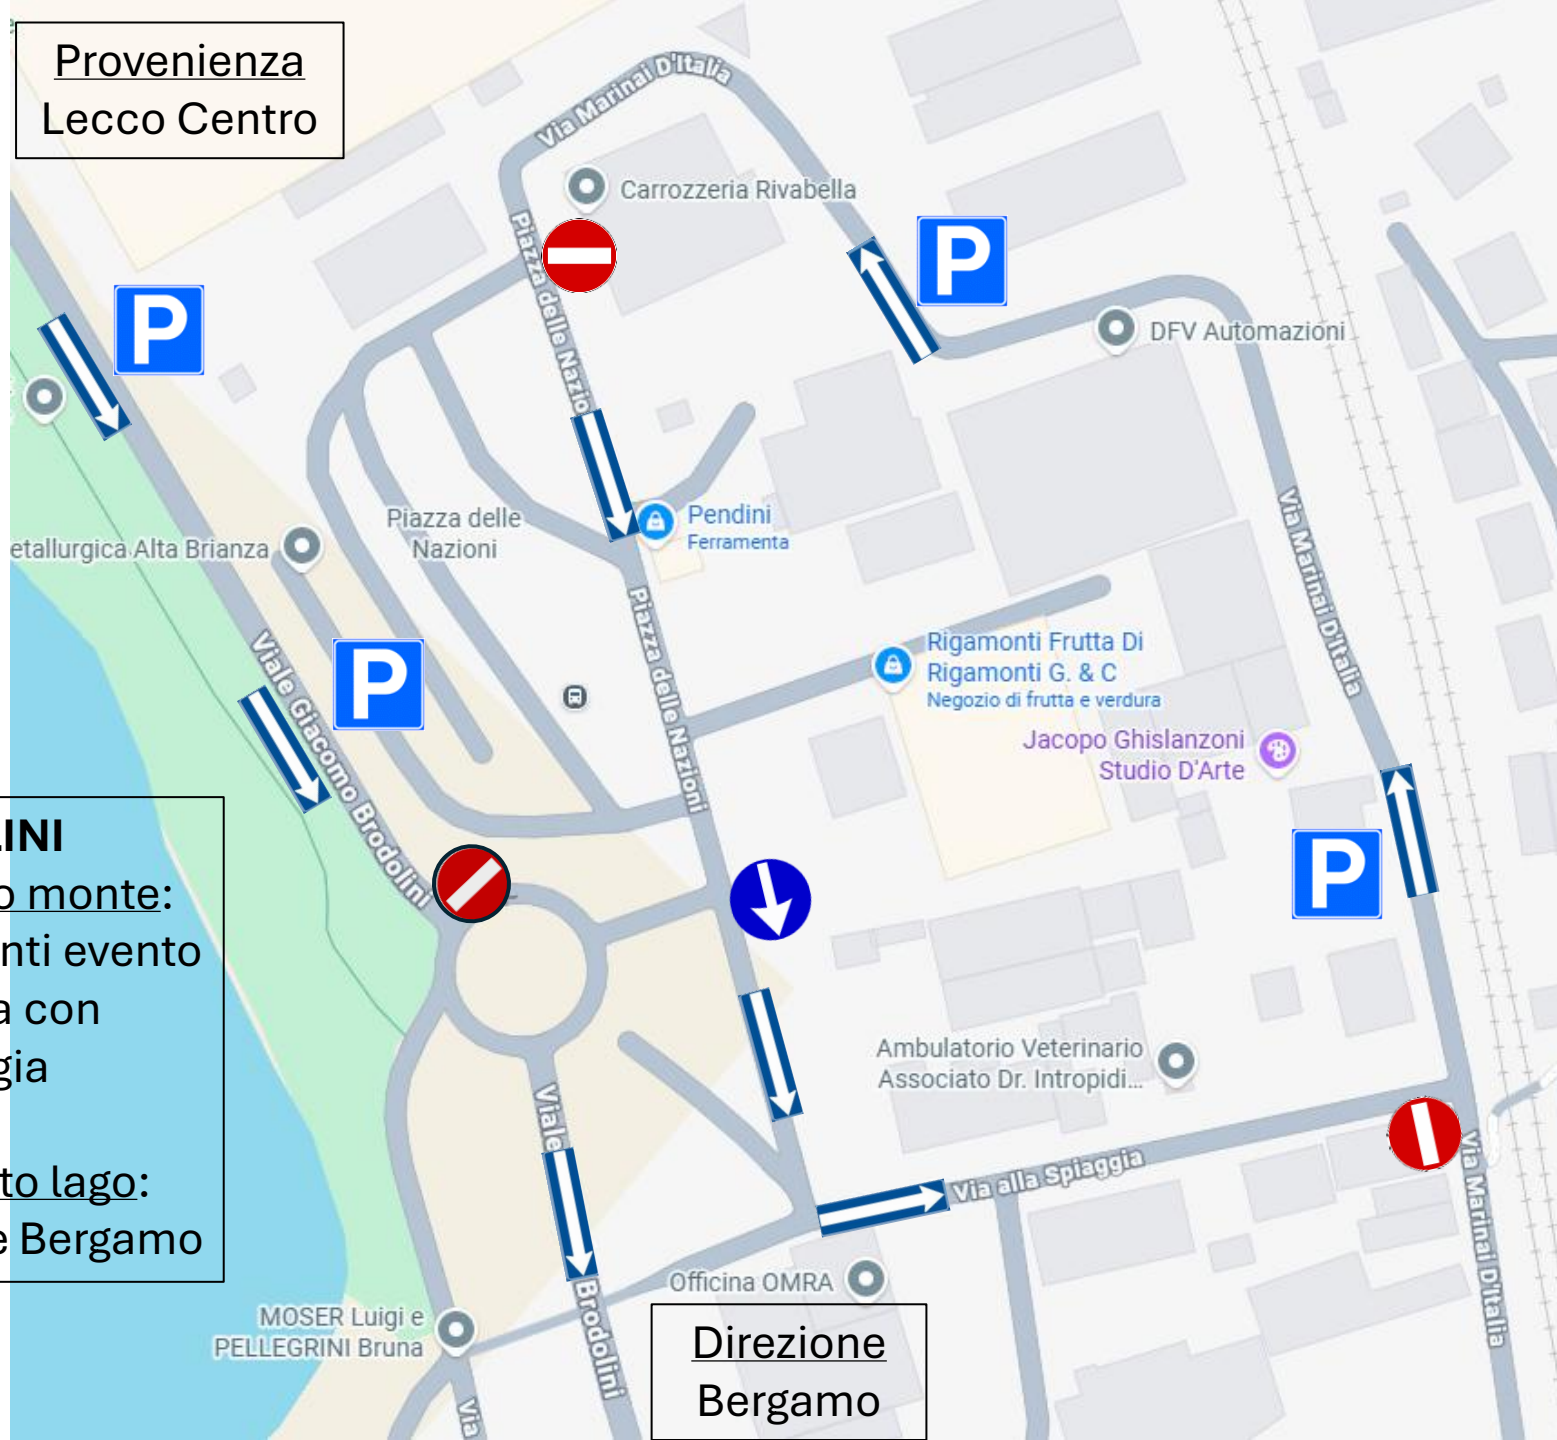 Provenienza
Lecco Centro
Via Marinai D'Italia
Carrozzeria Rivabella
Piazza delle Nazio
P
P
DFV Automazioni
Piazza delle
Nazioni
Pendini
Ferramenta
etallurgica Alta Brianza
Via Marinai D'Italia
Piazza delle Nazioni
Viale Giacomo Brodolini
P
Rigamonti Frutta Di
Rigamonti G. & C
Negozio di frutta e verdura
Jacopo Ghislanzoni
Studio D'Arte
P
LINI
o monte:
nti evento
a con
gia
to lago:
e Bergamo
Ambulatorio Veterinario
Associato Dr. Intropidi...
Viale
Brodolini
Via alla Spiaggia
Via Marinai D'Italia
Officina OMRA
MOSER Luigi e
PELLEGRINI Bruna
Via
Direzione
Bergamo